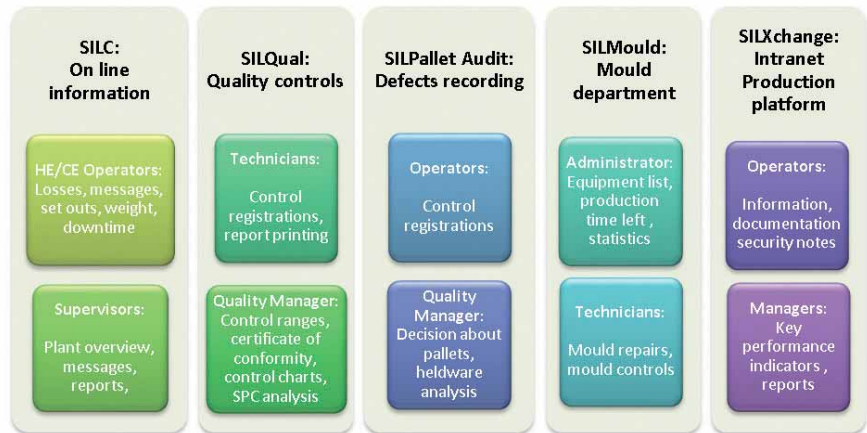 SILC:
On line
information
HE/CE Operators:
Losses, messages,
set outs, weight,
downtime
Supervisors:
Plant overview,
messages,
reports,
SILQual:
Quality controls
Technicians:
Control
registrations,
report printing
Quality Manager:
Control ranges,
certificate of
conformity,
control charts,
SPC analysis
SILPallet Audit:
Defects recording
Operators:
Control
registrations
Quality
Manager:
Decision about
pallets,
heldware
analysis
SILMould:
Mould
department
Administrator:
Equipment list,
production
time left ,
statistics
Technicians:
Mould repairs,
mould controls
SILXchange:
Intranet
Production
platform
Operators:
Information,
documentation
security notes
Managers:
Key
performance
indicators ,
reports